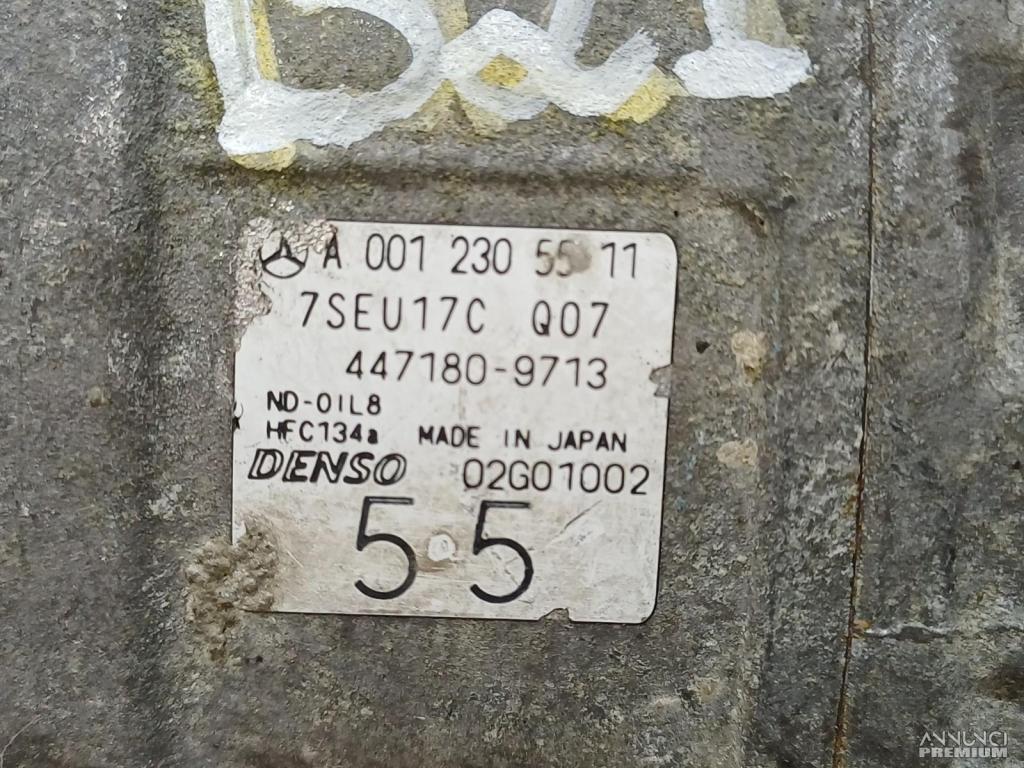 A 001 230 55 11
7SEU17C Q07
447180-9713
ND-OIL8
HFC134a MADE IN JAPAN
DENSO 02G01002
55
ANNUNCI
PREMIUM